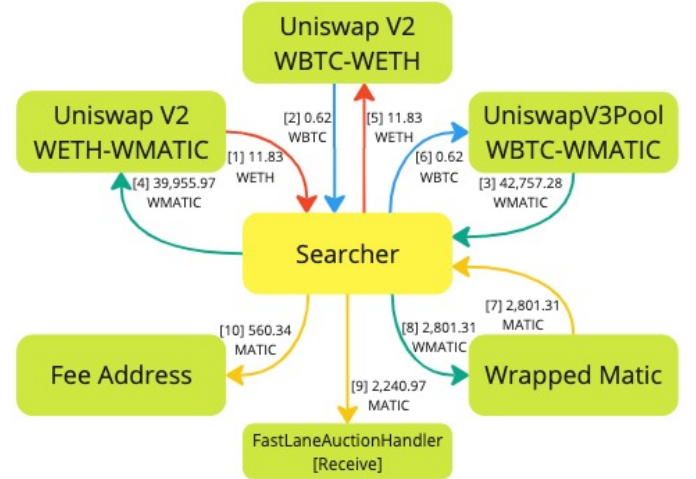 Uniswap V2
WBTC-WETH
Uniswap V2
WETH-WMATIC
[2] 0.62
WBTC
[5] 11.83
WETH
UniswapV3Pool
WBTC-WMATIC
[1] 11.83
WETH
[6] 0.62
WBTC
[4] 39,955.97
WMATIC
[3] 42,757.28
WMATIC
Searcher
[7] 2,801.31
MATIC
[10] 560.34
MATIC
[8] 2,801.31
WMATIC
Fee Address
[9] 2,240.97
MATIC
Wrapped Matic
FastLaneAuctionHandler
[Receive]